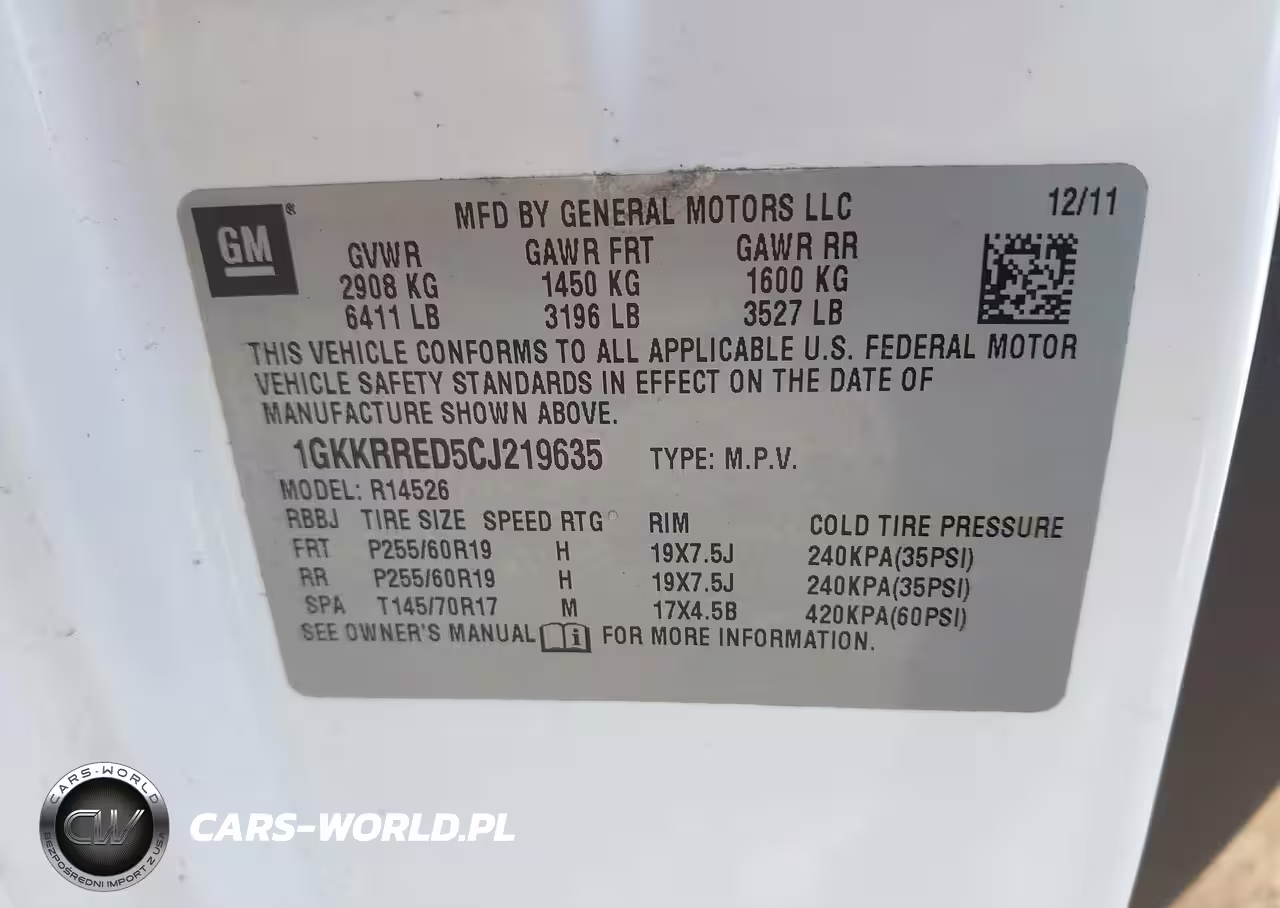 GM ®
MFD BY GENERAL MOTORS LLC 12/11
GVWR GAWR FRT GAWR RR
2908 KG 1450 KG 1600 KG
6411 LB 3196 LB 3527 LB
THIS VEHICLE CONFORMS TO ALL APPLICABLE U.S. FEDERAL MOTOR
VEHICLE SAFETY STANDARDS IN EFFECT ON THE DATE OF
MANUFACTURE SHOWN ABOVE.
1GKKRRED5CJ219635 TYPE: M.P.V.
MODEL: R14526
RBBJ TIRE SIZE SPEED RTG RIM COLD TIRE PRESSURE
FRT P255/60R19 H 19X7.5J 240KPA(35PSI)
RR P255/60R19 H 19X7.5J 240KPA(35PSI)
SPA T145/70R17 M 17X4.5B 420KPA(60PSI)
SEE OWNER'S MANUAL i FOR MORE INFORMATION.
CARS-WORLD
CW
BEZPOŚREDNI IMPORT Z USA
CARS-WORLD.PL